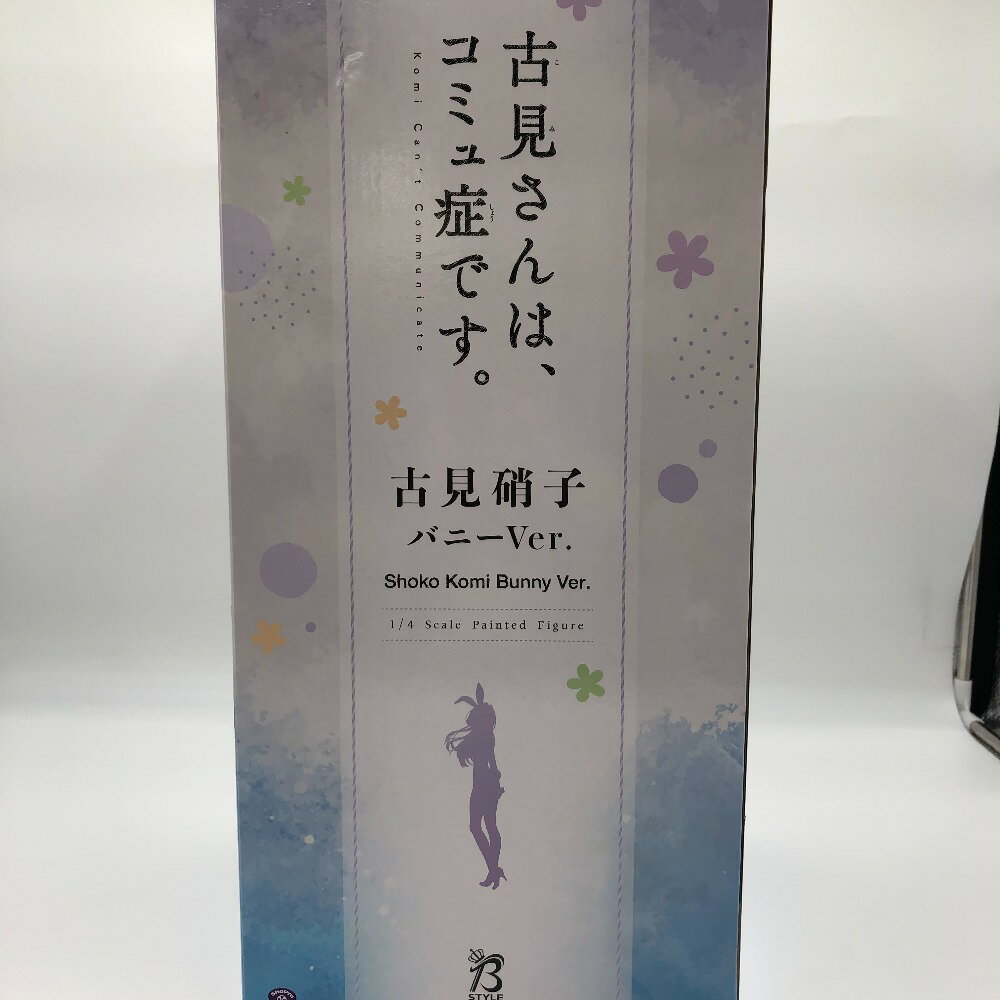 古見さんは、
コミュ症です。
Komi Can't Communicate
古見硝子
バニーVer.
Shoko Komi Bunny Ver.
1/4 Scale Painted Figure
B
STYLE